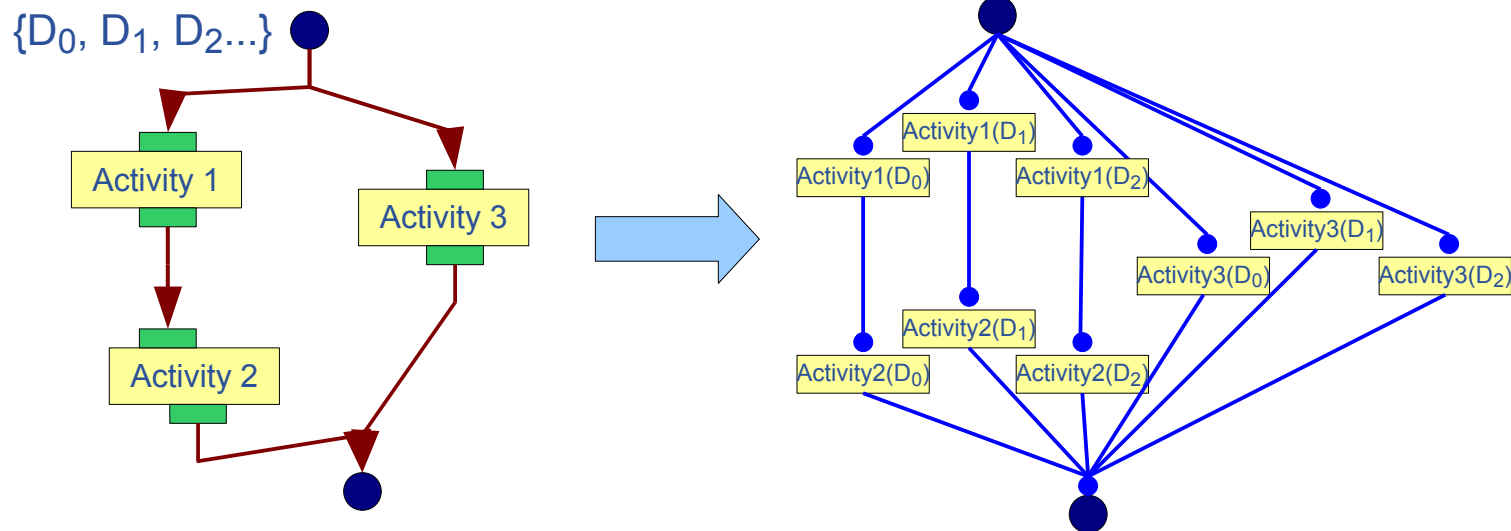 {D₀, D₁, D₂...}
Activity 1
Activity 3
Activity 2
Activity1(D₁)
Activity1(D₀)
Activity1(D₂)
Activity3(D₁)
Activity3(D₀)
Activity3(D₂)
Activity2(D₁)
Activity2(D₀)
Activity2(D₂)